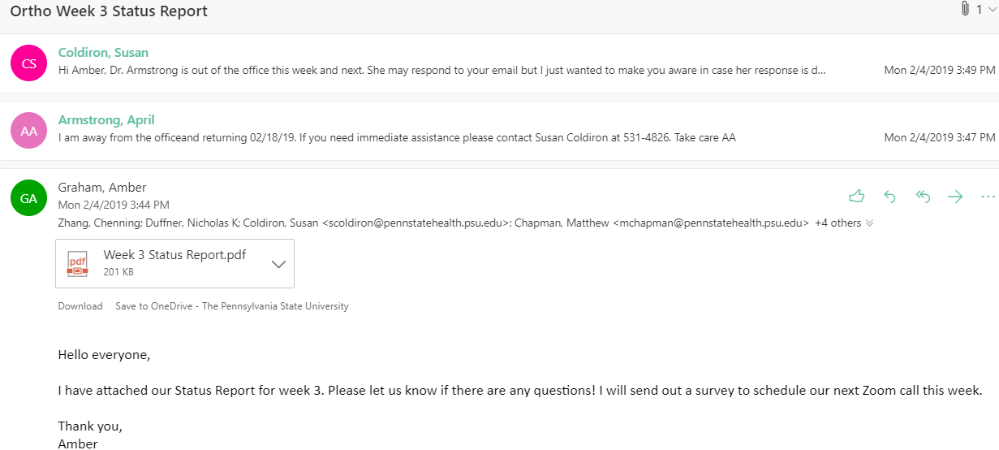 Ortho Week 3 Status Report
1
CS
Coldiron, Susan
Hi Amber, Dr. Armstrong is out of the office this week and next. She may respond to your email but I just wanted to make you aware in case her response is d...
Mon 2/4/2019 3:49 PM
AA
Armstrong, April
I am away from the officeand returning 02/18/19. If you need immediate assistance please contact Susan Coldiron at 531-4826. Take care AA
Mon 2/4/2019 3:47 PM
GA
Graham, Amber
Mon 2/4/2019 3:44 PM
Zhang, Chenning; Duffner, Nicholas K; Coldiron, Susan <scoldiron@pennstatehealth.psu.edu>; Chapman, Matthew <mchapman@pennstatehealth.psu.edu> +4 others
pdf
Week 3 Status Report.pdf
201 KB
Download Save to OneDrive - The Pennsylvania State University
Hello everyone,
I have attached our Status Report for week 3. Please let us know if there are any questions! I will send out a survey to schedule our next Zoom call this week.
Thank you,
Amber